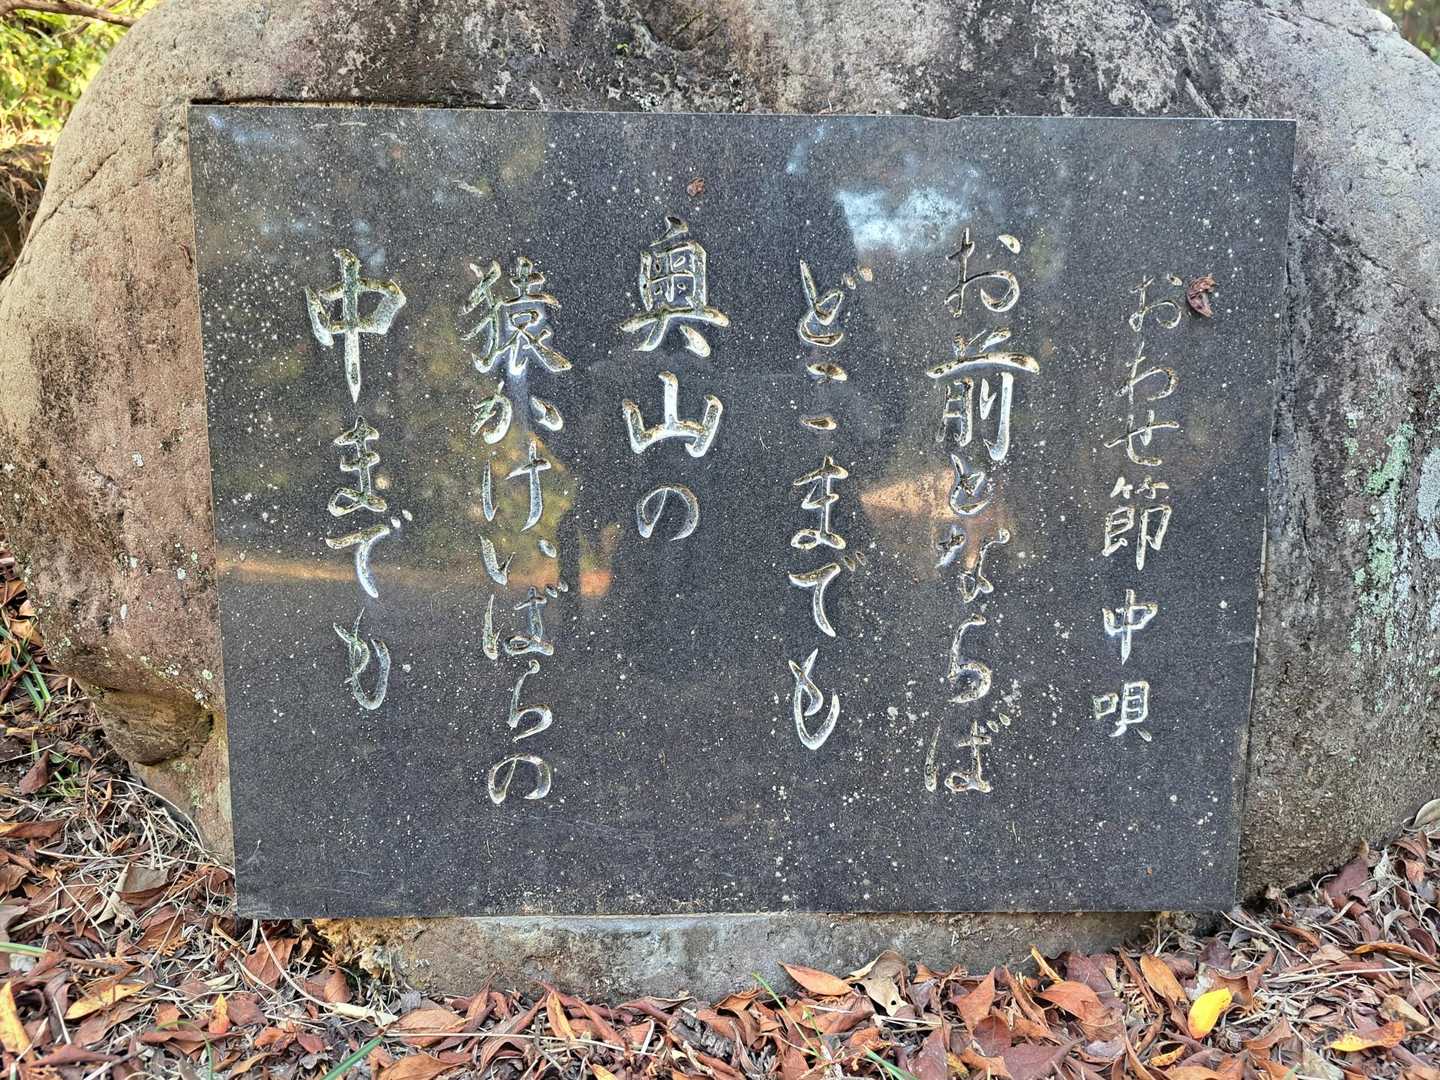 おわせ節 中唄
お前とならば
どこまでも
奥山の
猿かけいばらの
中までも